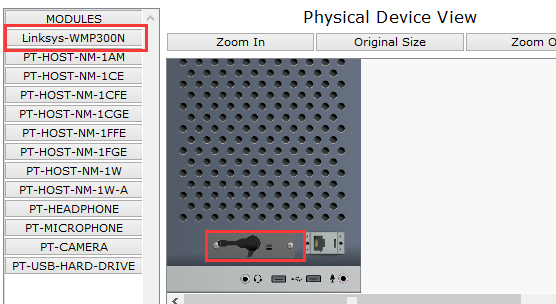 MODULES
Linksys-WMP300N
PT-HOST-NM-1AM
PT-HOST-NM-1CE
PT-HOST-NM-1CFE
PT-HOST-NM-1CGE
PT-HOST-NM-1FFE
PT-HOST-NM-1FGE
PT-HOST-NM-1W
PT-HOST-NM-1W-A
PT-HEADPHONE
PT-MICROPHONE
PT-CAMERA
PT-USB-HARD-DRIVE
Physical Device View
Zoom In Original Size Zoom O